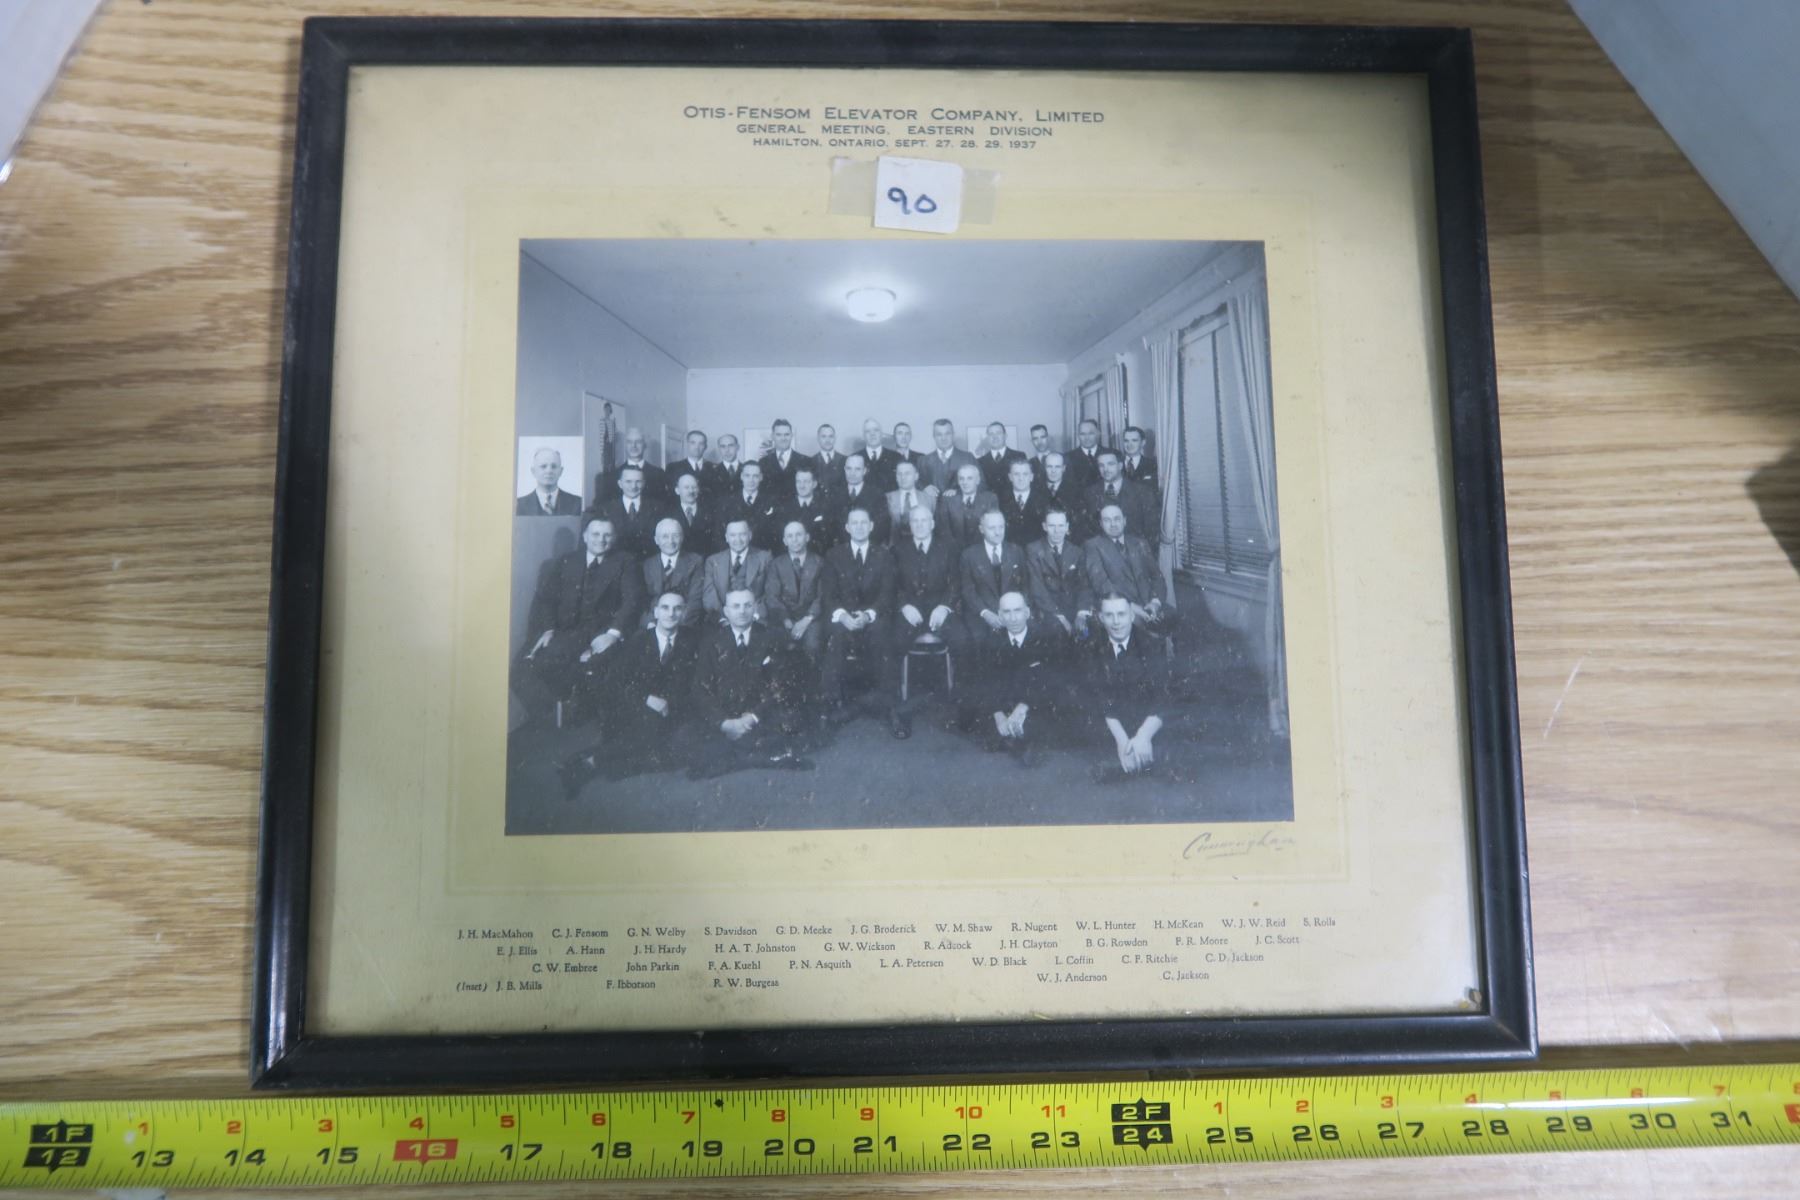 OTIS-FENSOM ELEVATOR COMPANY, LIMITED
GENERAL MEETING, EASTERN DIVISION
HAMILTON, ONTARIO, SEPT. 27, 28, 29, 1937
90
Cunningham
J. H. MacMahon C. J. Fensom G. N. Welby S. Davidson G. D. Meeke J. G. Broderick W. M. Shaw R. Nugent W. L. Hunter H. McKean W. J. W. Reid S. Rolls
E. J. Ellis A. Hann J. H. Hardy H. A. T. Johnston G. W. Wickson R. Adcock J. H. Clayton B. G. Rowdon F. R. Moore J. C. Scott
C. W. Embree John Parkin F. A. Kuehl P. N. Asquith L. A. Petersen W. D. Black L. Coffin C. F. Ritchie C. D. Jackson
(Inset) J. B. Mills F. Ibbotson R. W. Burgess W. J. Anderson C. Jackson
1F 1 2 3 4 5 6 7 8 9 10 11 2F 1 2 3 4 5 6 7 8
12 13 14 15 16 17 18 19 20 21 22 23 24 25 26 27 28 29 30 31